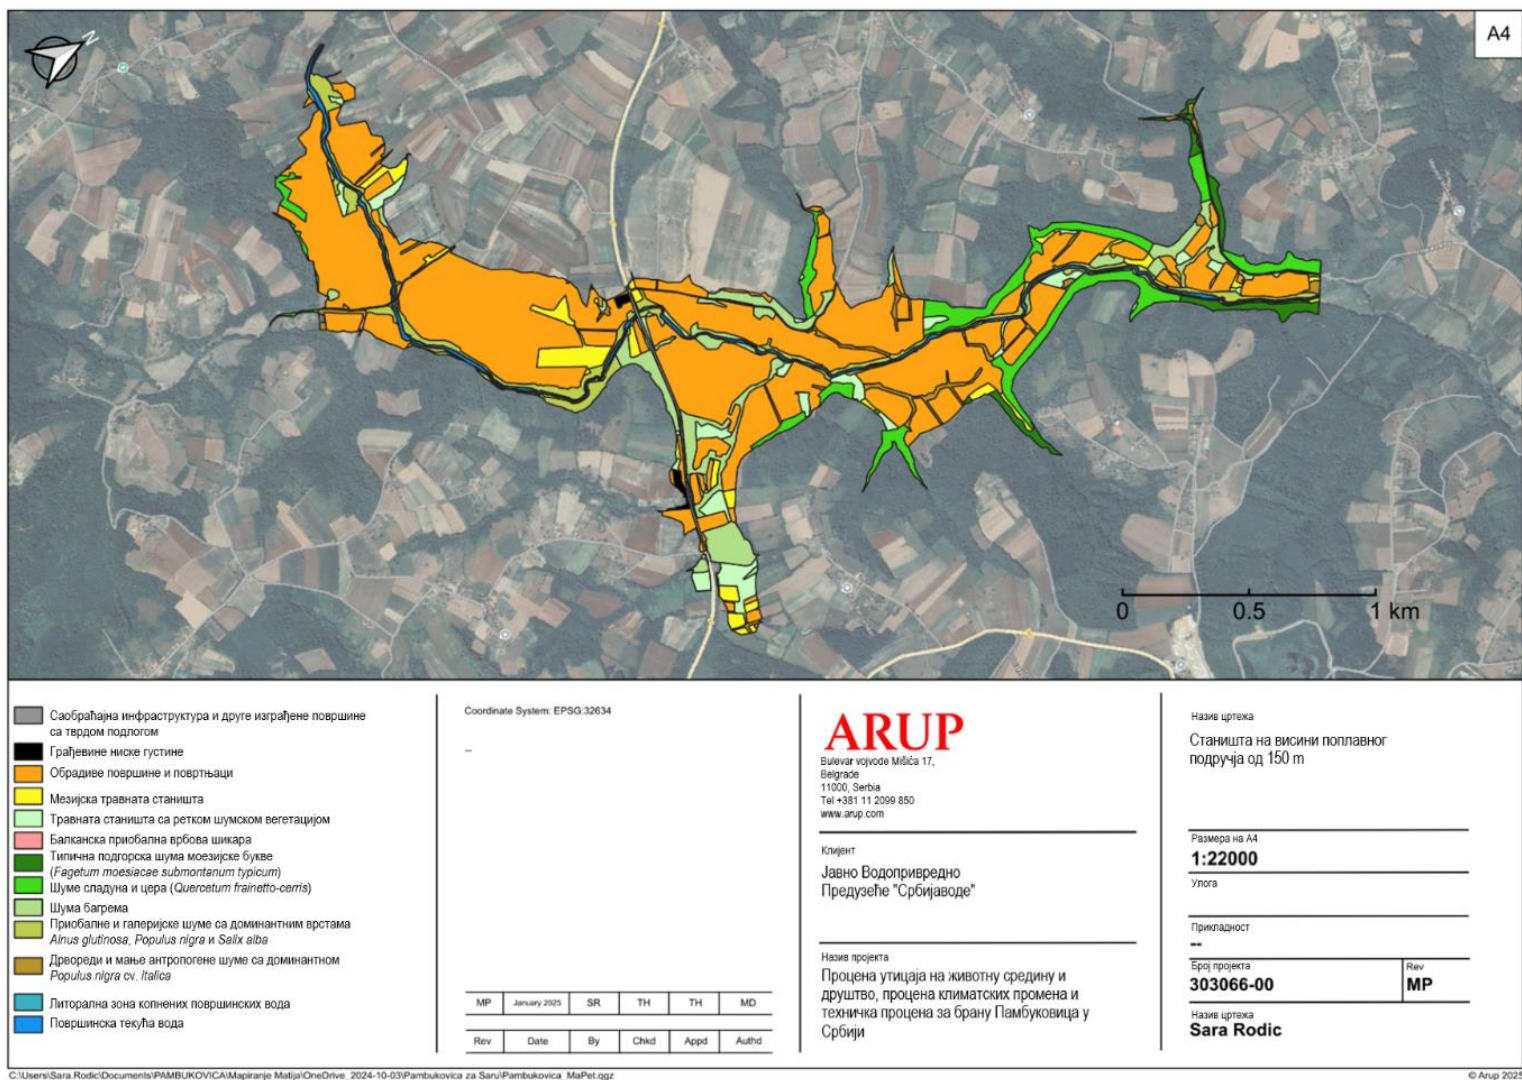 A4
N
0 0.5 1 km
Саобраћајна инфраструктура и друге изграђене површине
са тврдом подлогом
Грађевине ниске густине
Обрадиве површине и повртњаци
Мезијска травната станишта
Травната станишта са ретком шумском вегетацијом
Балканска приобална врбова шикара
Типична подгорска шума моезијске букве
(Fagetum moesiacae submontanum typicum)
Шуме сладуна и цера (Quercetum frainetto-cerris)
Шума багрема
Приобалне и галеријске шуме са доминантним врстама
Alnus glutinosa, Populus nigra и Salix alba
Дрвореди и мање антропогене шуме са доминантном
Populus nigra cv. Italica
Литорална зона копнених површинских вода
Површинска текућа вода
Coordinate System: EPSG:32634
--
MP January 2025 SR TH TH MD
Rev Date By Chkd Appd Authd
ARUP
Bulevar vojvode Mišića 17,
Belgrade
11000, Serbia
Tel +381 11 2099 850
www.arup.com
Клијент
Јавно Водопривредно
Предузеће "Србијаводе"
Назив пројекта
Процена утицаја на животну средину и
друштво, процена климатских промена и
техничка процена за брану Памбуковица у
Србији
Назив цртежа
Станишта на висини поплавног
подручја од 150 m
Размера на А4
1:22000
Улога
Прикладност
--
Број пројекта Rev
303066-00 MP
Назив цртежа
Sara Rodic
C:\Users\Sara.Rodic\Documents\PAMBUKOVICA\Mapiranje Matija\OneDrive_2024-10-03\Pambukovica za Saru\Pambukovica_MaPet.qgz
© Arup 2025